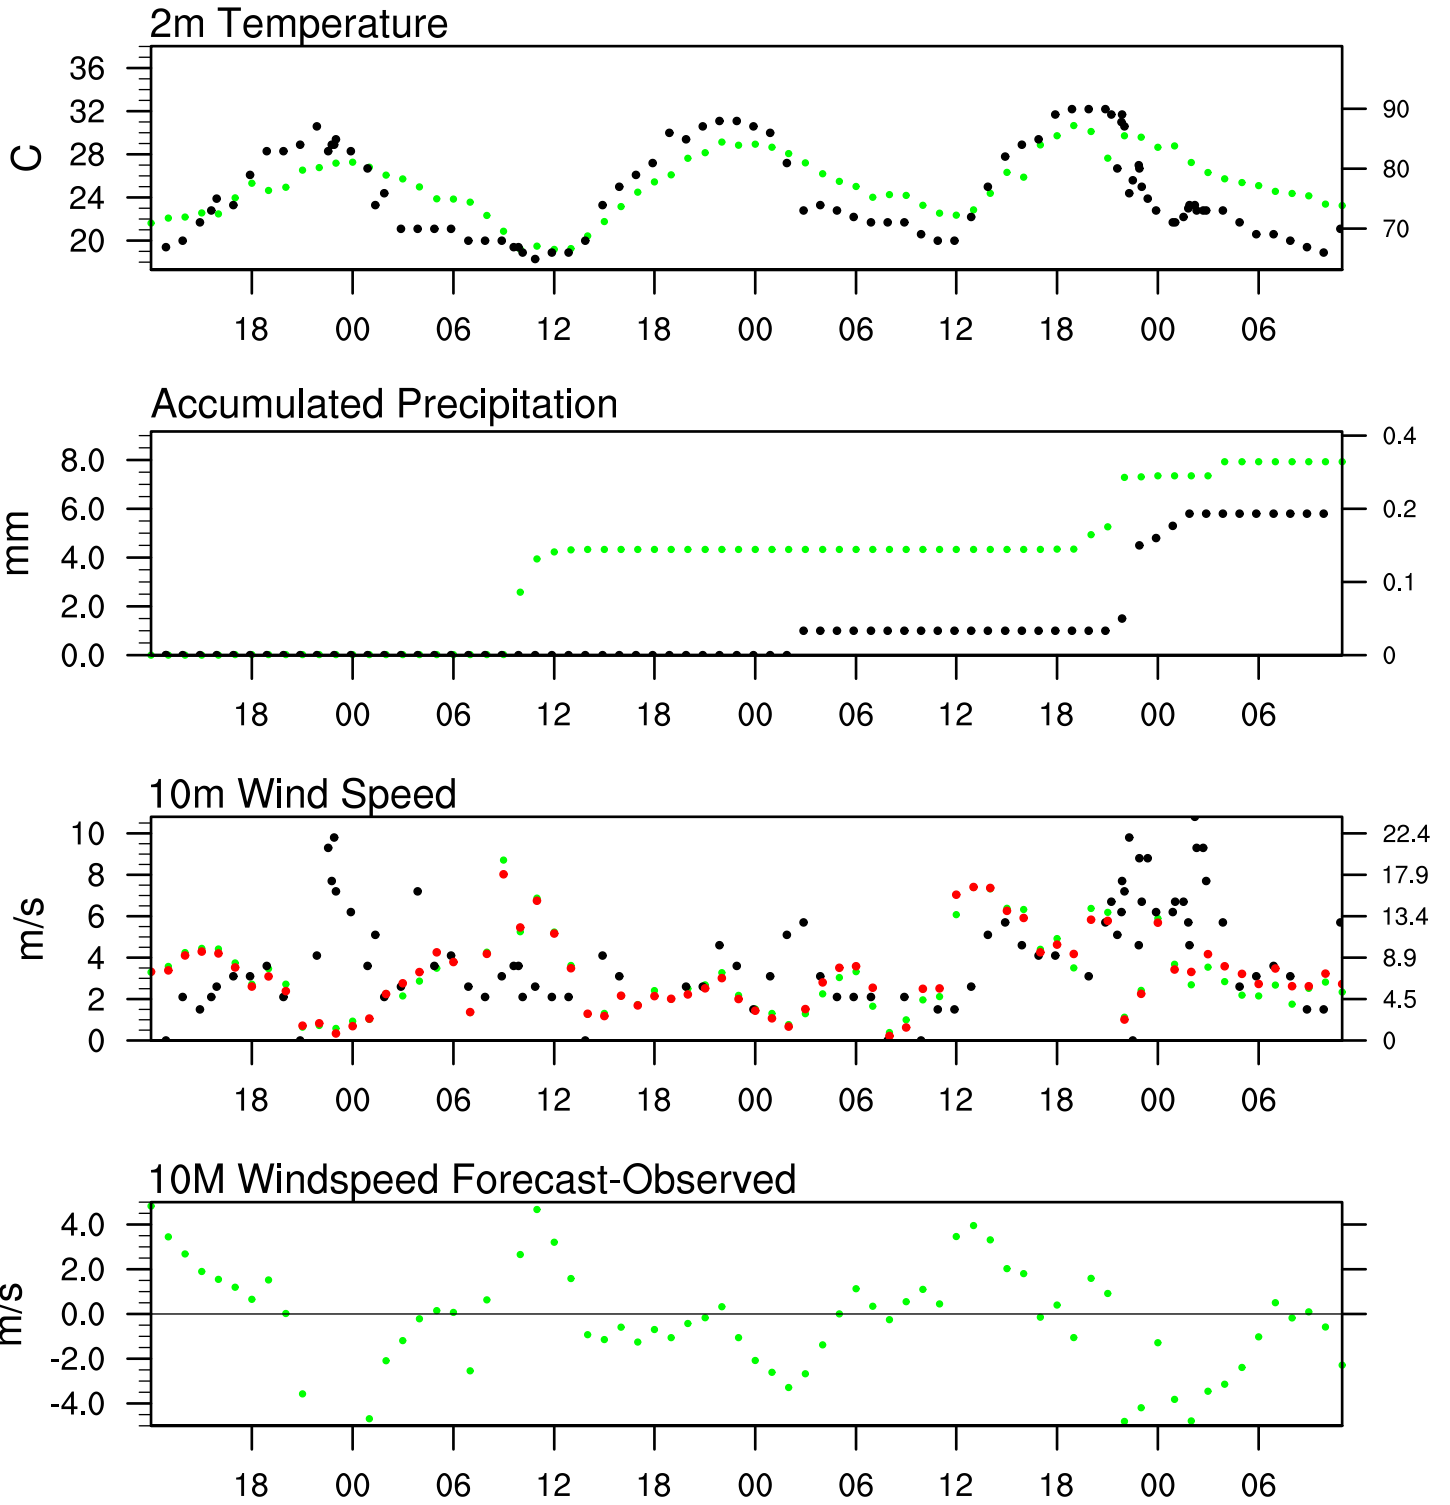 2m Temperature
36
32
28
24
20
C
90
80
70
18 00 06 12 18 00 06 12 18 00 06
Accumulated Precipitation
8.0
6.0
4.0
2.0
0.0
mm
0.4
0.2
0.1
0
18 00 06 12 18 00 06 12 18 00 06
10m Wind Speed
10
8
6
4
2
0
m/s
22.4
17.9
13.4
8.9
4.5
0
18 00 06 12 18 00 06 12 18 00 06
10M Windspeed Forecast-Observed
4.0
2.0
0.0
-2.0
-4.0
m/s
18 00 06 12 18 00 06 12 18 00 06